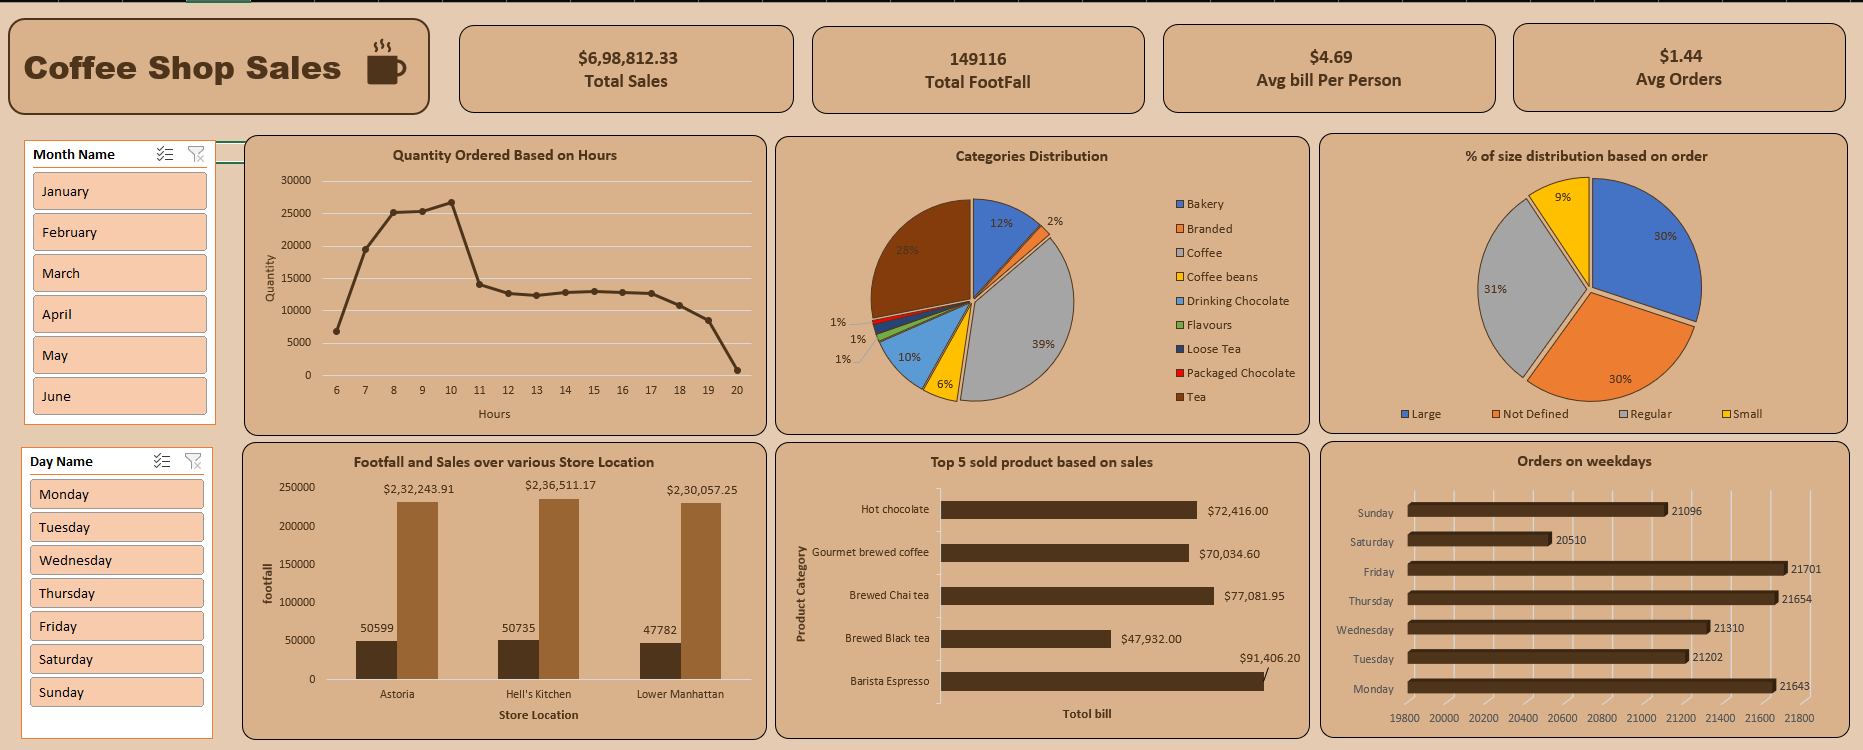 Coffee Shop Sales
$6,98,812.33
Total Sales
149116
Total FootFall
$4.69
Avg bill Per Person
$1.44
Avg Orders
Month Name
January
February
March
April
May
June
Day Name
Monday
Tuesday
Wednesday
Thursday
Friday
Saturday
Sunday
Quantity Ordered Based on Hours
Quantity
30000
25000
20000
15000
10000
5000
0
6 7 8 9 10 11 12 13 14 15 16 17 18 19 20
Hours
Categories Distribution
12%
2%
28%
39%
1%
1%
1%
10%
6%
Bakery
Branded
Coffee
Coffee beans
Drinking Chocolate
Flavours
Loose Tea
Packaged Chocolate
Tea
% of size distribution based on order
9%
30%
31%
30%
Large Not Defined Regular Small
Footfall and Sales over various Store Location
footfall
250000
200000
150000
100000
50000
0
$2,32,243.91
$2,36,511.17
$2,30,057.25
50599
50735
47782
Astoria Hell's Kitchen Lower Manhattan
Store Location
Top 5 sold product based on sales
Product Category
Hot chocolate $72,416.00
Gourmet brewed coffee $70,034.60
Brewed Chai tea $77,081.95
Brewed Black tea $47,932.00
Barista Espresso $91,406.20
Totol bill
Orders on weekdays
Sunday 21096
Saturday 20510
Friday 21701
Thursday 21654
Wednesday 21310
Tuesday 21202
Monday 21643
19800 20000 20200 20400 20600 20800 21000 21200 21400 21600 21800